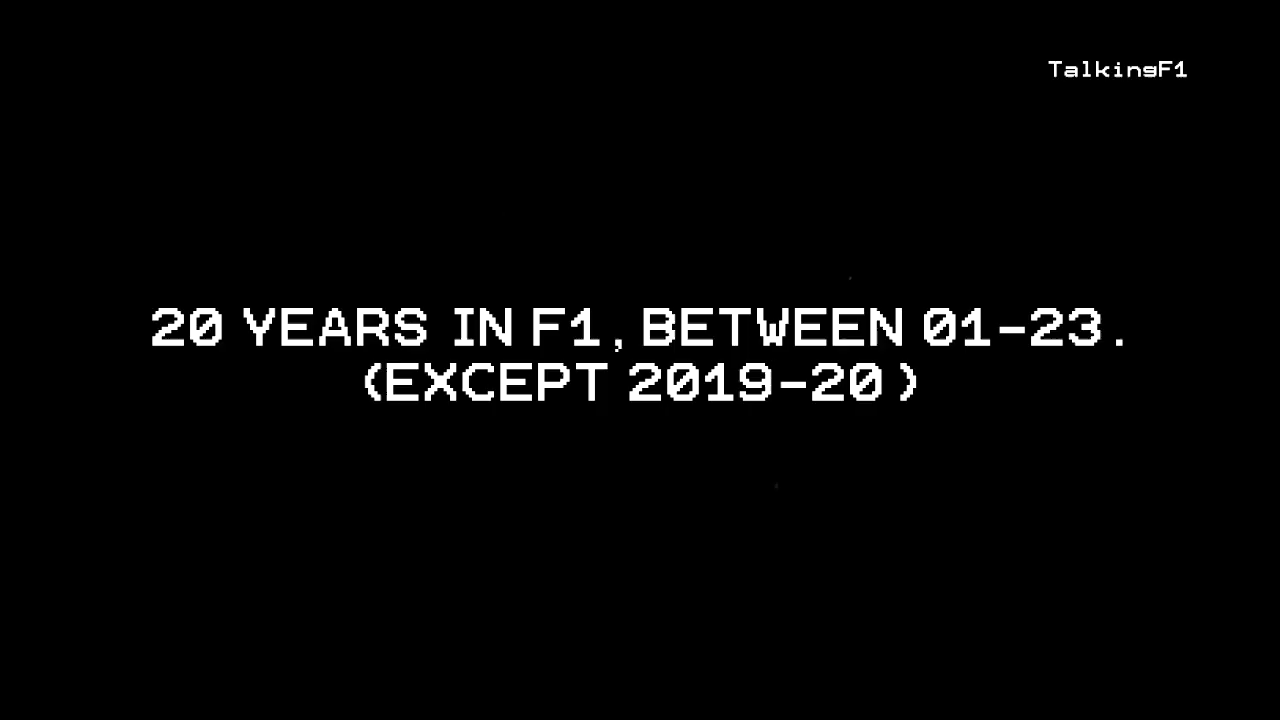 TalkingF1
20 YEARS IN F1, BETWEEN 01-23.
(EXCEPT 2019-20 )